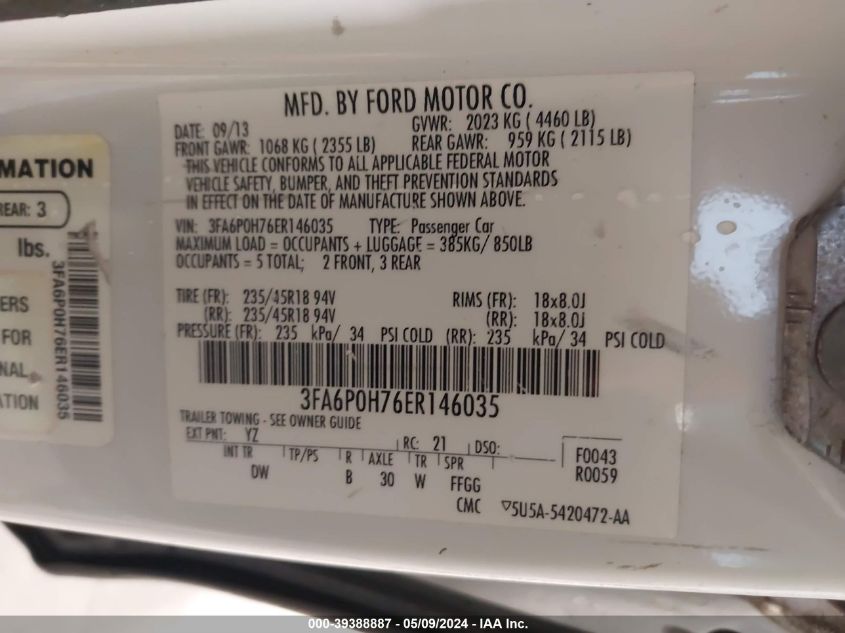 MFD. BY FORD MOTOR CO.
DATE: 09/13 GVWR: 2023 KG ( 4460 LB)
FRONT GAWR: 1068 KG ( 2355 LB) REAR GAWR: 959 KG ( 2115 LB)
THIS VEHICLE CONFORMS TO ALL APPLICABLE FEDERAL MOTOR
VEHICLE SAFETY, BUMPER, AND THEFT PREVENTION STANDARDS
IN EFFECT ON THE DATE OF MANUFACTURE SHOWN ABOVE.
VIN: 3FA6P0H76ER146035 TYPE: Passenger Car
MAXIMUM LOAD = OCCUPANTS + LUGGAGE = 385KG/ 850LB
OCCUPANTS = 5 TOTAL; 2 FRONT, 3 REAR
TIRE (FR): 235/45R18 94V RIMS (FR): 18x8.0J
(RR): 235/45R18 94V (RR): 18x8.0J
PRESSURE (FR): 235 kPa/ 34 PSI COLD (RR): 235 kPa/ 34 PSI COLD
3FA6P0H76ER146035
TRAILER TOWING - SEE OWNER GUIDE
EXT PNT: YZ RC: 21 DSO: F0043
INT TR TP/PS R AXLE TR SPR R0059
DW B 30 W FFGG
CMC ▽5U5A-5420472-AA
RMATION
REAR: 3
lbs.
3FA6P0H76ER146035
ERS
FOR
NAL
ATION
000-39388887 - 05/09/2024 - IAA Inc.